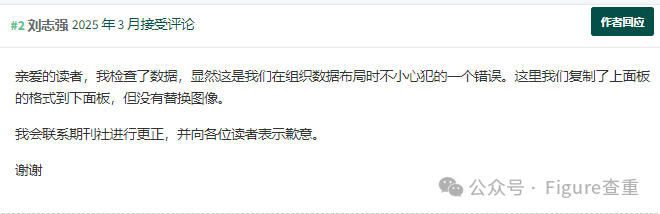 #2 刘志强 2025 年 3 月接受评论
作者回应
亲爱的读者，我检查了数据，显然这是我们在组织数据布局时不小心犯的一个错误。这里我们复制了上面板
的格式到下面板，但没有替换图像。
我会联系期刊社进行更正，并向各位读者表示歉意。
谢谢
公众号 · Figure查重